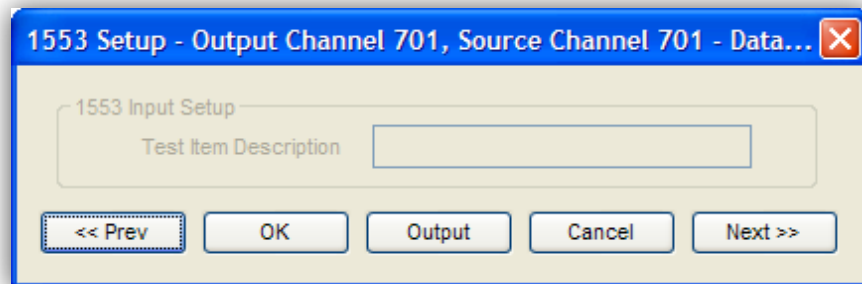 1553 Setup - Output Channel 701, Source Channel 701 - Data...
1553 Input Setup
Test Item Description
<< Prev OK Output Cancel Next >>